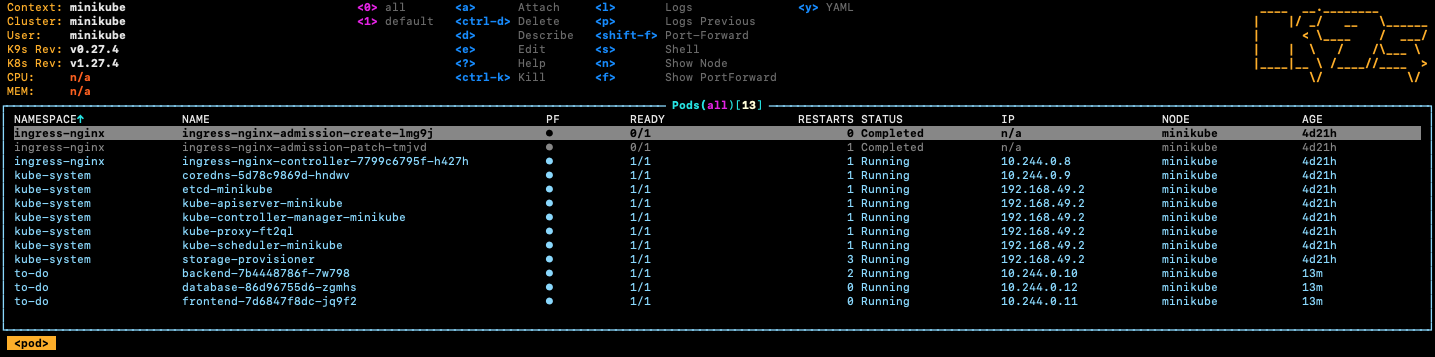 Context: minikube <0> all <a> Attach <l> Logs <y> YAML
Cluster: minikube <1> default <ctrl-d> Delete <p> Logs Previous
User: minikube <d> Describe <shift-f> Port-Forward
K9s Rev: v0.27.4 <e> Edit <s> Shell
K8s Rev: v1.27.4 <?> Help <n> Show Node
CPU: n/a <ctrl-k> Kill <f> Show PortForward
MEM: n/a
Pods(all)[13]
NAMESPACE↑ NAME PF READY RESTARTS STATUS IP NODE AGE
ingress-nginx ingress-nginx-admission-create-lmg9j ● 0/1 0 Completed n/a minikube 4d21h
ingress-nginx ingress-nginx-admission-patch-tmjvd ● 0/1 1 Completed n/a minikube 4d21h
ingress-nginx ingress-nginx-controller-7799c6795f-h427h ● 1/1 1 Running 10.244.0.8 minikube 4d21h
kube-system coredns-5d78c9869d-hndwv ● 1/1 1 Running 10.244.0.9 minikube 4d21h
kube-system etcd-minikube ● 1/1 1 Running 192.168.49.2 minikube 4d21h
kube-system kube-apiserver-minikube ● 1/1 1 Running 192.168.49.2 minikube 4d21h
kube-system kube-controller-manager-minikube ● 1/1 1 Running 192.168.49.2 minikube 4d21h
kube-system kube-proxy-ft2ql ● 1/1 1 Running 192.168.49.2 minikube 4d21h
kube-system kube-scheduler-minikube ● 1/1 1 Running 192.168.49.2 minikube 4d21h
kube-system storage-provisioner ● 1/1 3 Running 192.168.49.2 minikube 4d21h
to-do backend-7b4448786f-7w798 ● 1/1 2 Running 10.244.0.10 minikube 13m
to-do database-86d96755d6-zgmhs ● 1/1 0 Running 10.244.0.12 minikube 13m
to-do frontend-7d6847f8dc-jq9f2 ● 1/1 0 Running 10.244.0.11 minikube 13m
<pod>